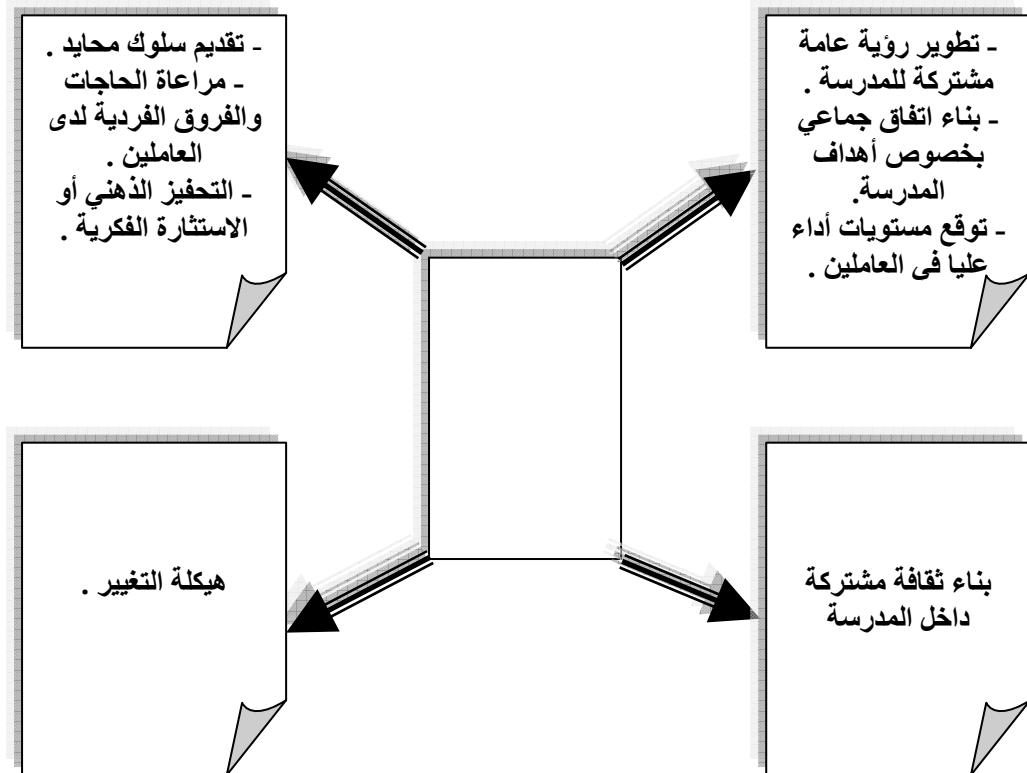 - تطوير رؤية عامة
مشتركة للمدرسة .
- بناء اتفاق جماعي
بخصوص أهداف
المدرسة.
- توقع مستويات أداء
عليا فى العاملين .
- تقديم سلوك محايد .
- مراعاة الحاجات
والفروق الفردية لدى
العاملين .
- التحفيز الذهني أو
الاستثارة الفكرية .
بناء ثقافة مشتركة
داخل المدرسة
هيكلة التغيير .